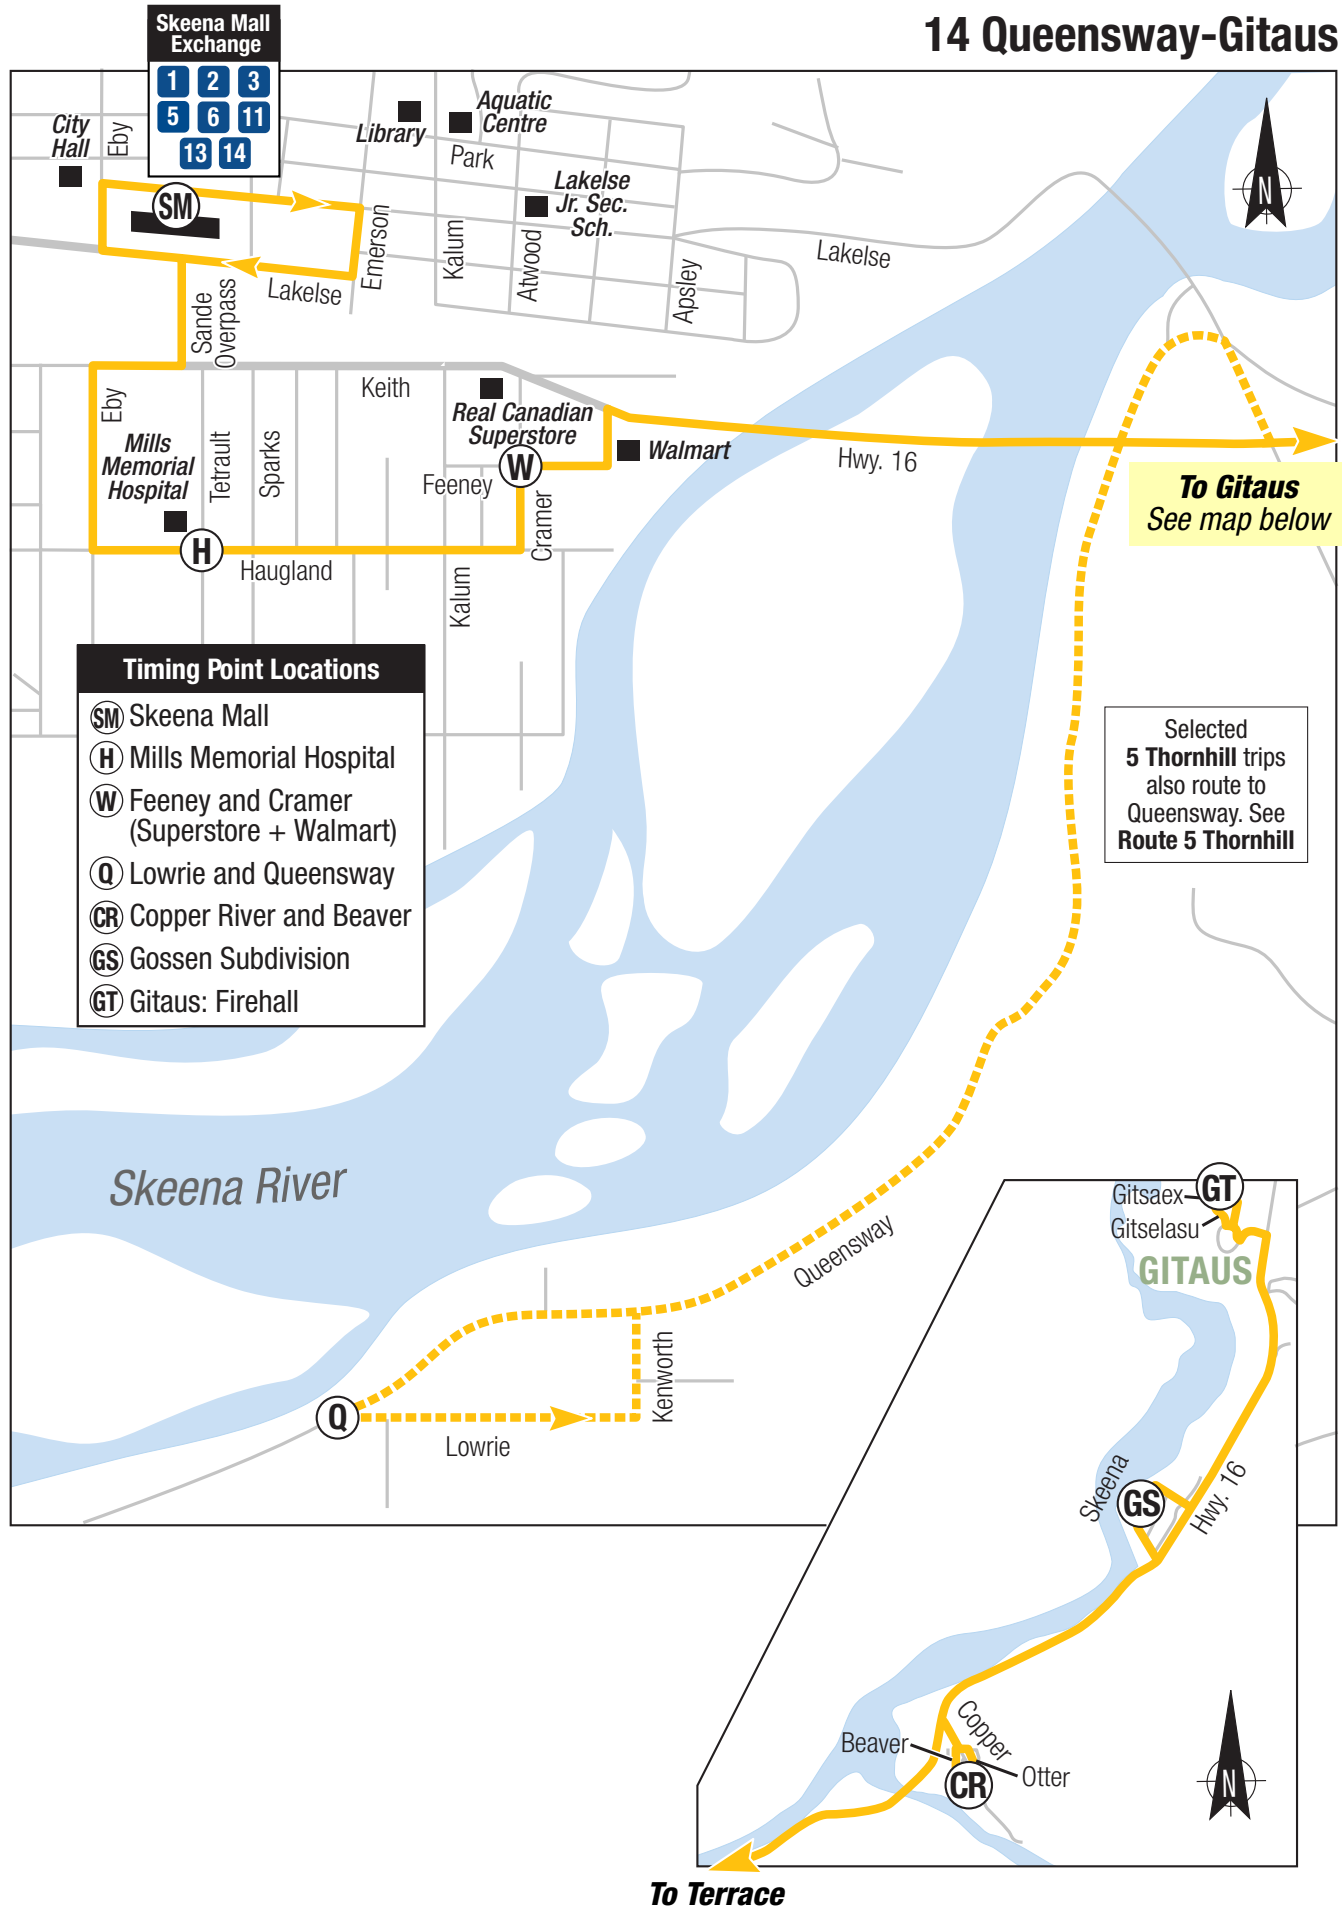 14 Queensway-Gitaus
Skeena Mall
Exchange
1 2 3
5 6 11
13 14
City
Hall
Eby
Library
Aquatic
Centre
Park
Lakelse
Jr. Sec.
Sch.
SM
Emerson
Kalum
Atwood
Apsley
Lakelse
N
Lakelse
Sande
Overpass
Keith
Eby
Mills
Memorial
Hospital
Tetrault
Sparks
Real Canadian
Superstore
W
Walmart
Hwy. 16
Feeney
Cramer
H
Haugland
Kalum
To Gitaus
See map below
Timing Point Locations
SM Skeena Mall
H Mills Memorial Hospital
W Feeney and Cramer
(Superstore + Walmart)
Q Lowrie and Queensway
CR Copper River and Beaver
GS Gossen Subdivision
GT Gitaus: Firehall
Selected
5 Thornhill trips
also route to
Queensway. See
Route 5 Thornhill
Skeena River
Queensway
Kenworth
Q
Lowrie
Gitsaex
GT
Gitselasu
GITAUS
Skeena
GS
Hwy. 16
Copper
Beaver
Otter
CR
N
To Terrace